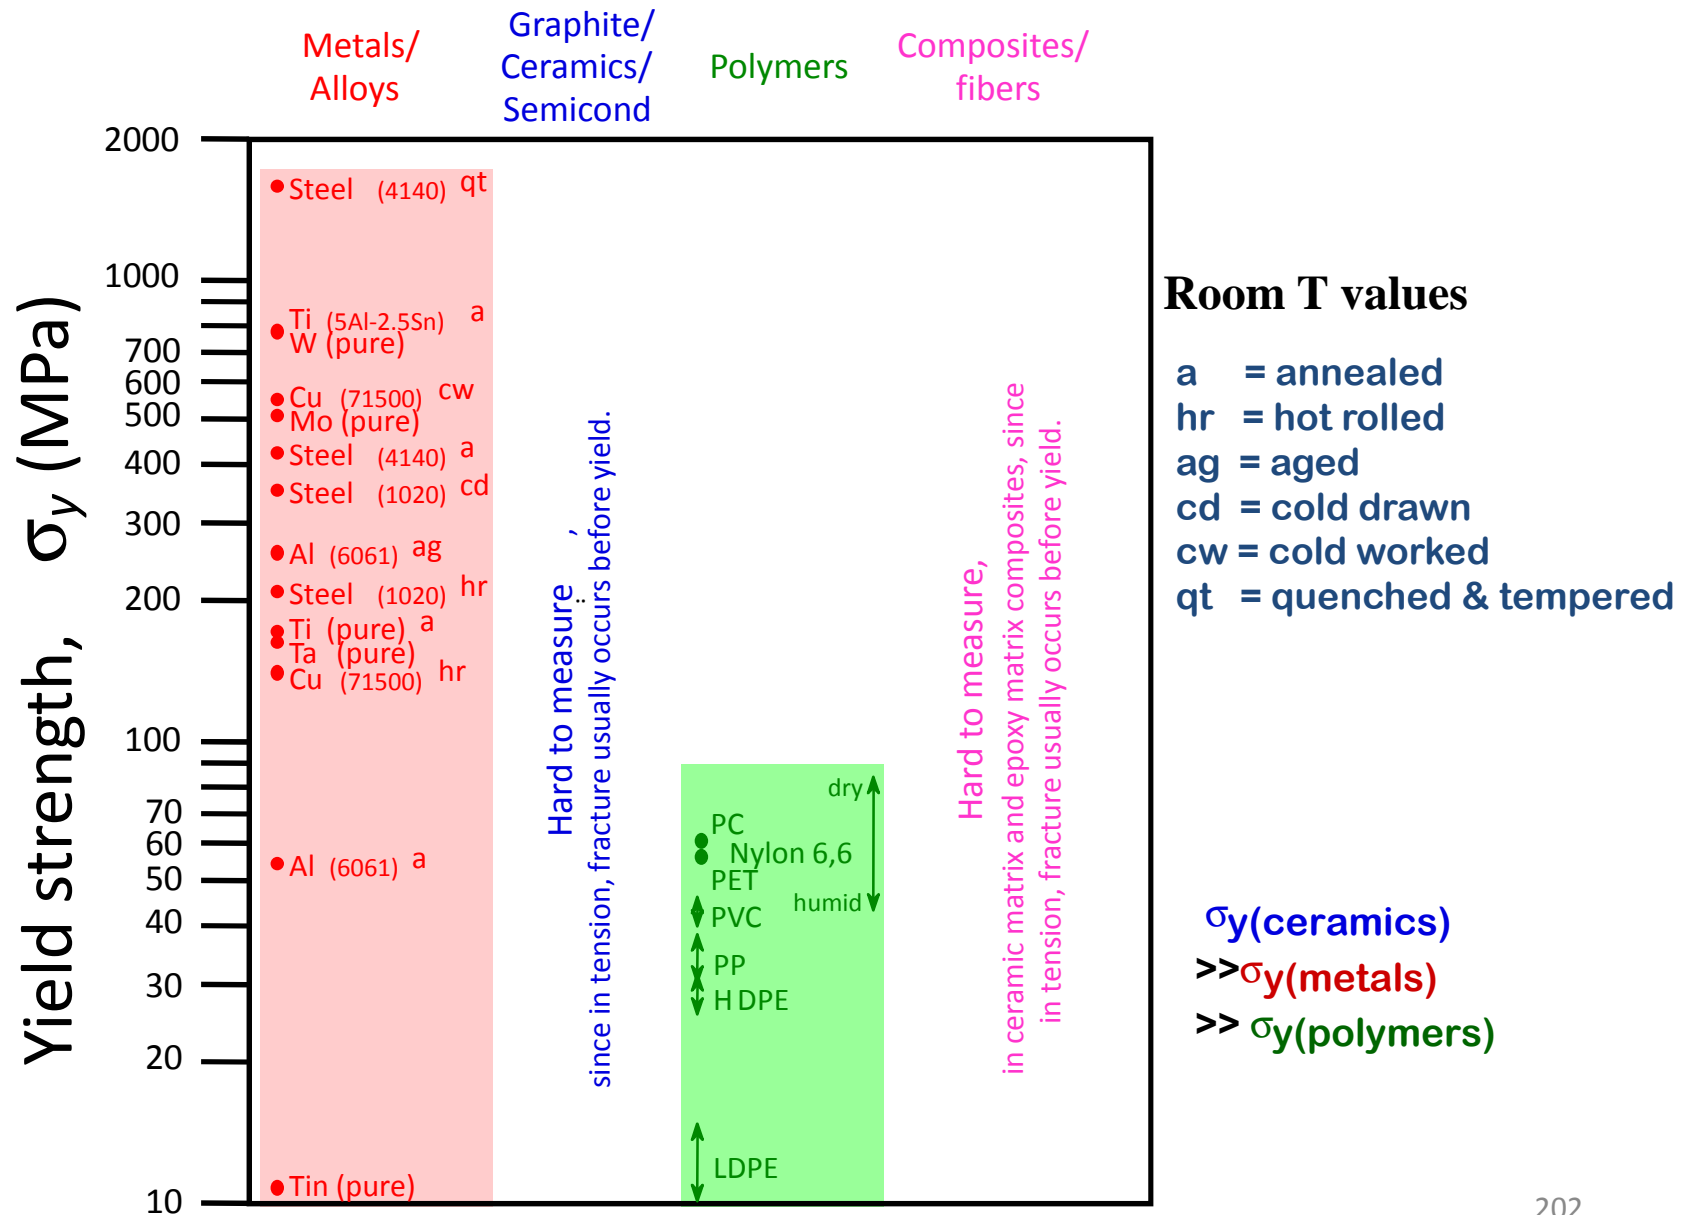 Metals/
Alloys
Graphite/
Ceramics/
Semicond
Polymers
Composites/
fibers
Yield strength, σy (MPa)
2000
1000
700
600
500
400
300
200
100
70
60
50
40
30
20
10
Steel (4140) qt
Ti (5Al-2.5Sn) a
W (pure)
Cu (71500) cw
Mo (pure)
Steel (4140) a
Steel (1020) cd
Al (6061) ag
Steel (1020) hr
Ti (pure) a
Ta (pure)
Cu (71500) hr
Al (6061) a
Tin (pure)
Hard to measure ,
since in tension, fracture usually occurs before yield.
dry
PC
Nylon 6,6
PET
humid
PVC
PP
H DPE
LDPE
Hard to measure,
in ceramic matrix and epoxy matrix composites, since
in tension, fracture usually occurs before yield.
Room T values
a = annealed
hr = hot rolled
ag = aged
cd = cold drawn
cw = cold worked
qt = quenched & tempered
σy(ceramics)
>>σy(metals)
>> σy(polymers)
202